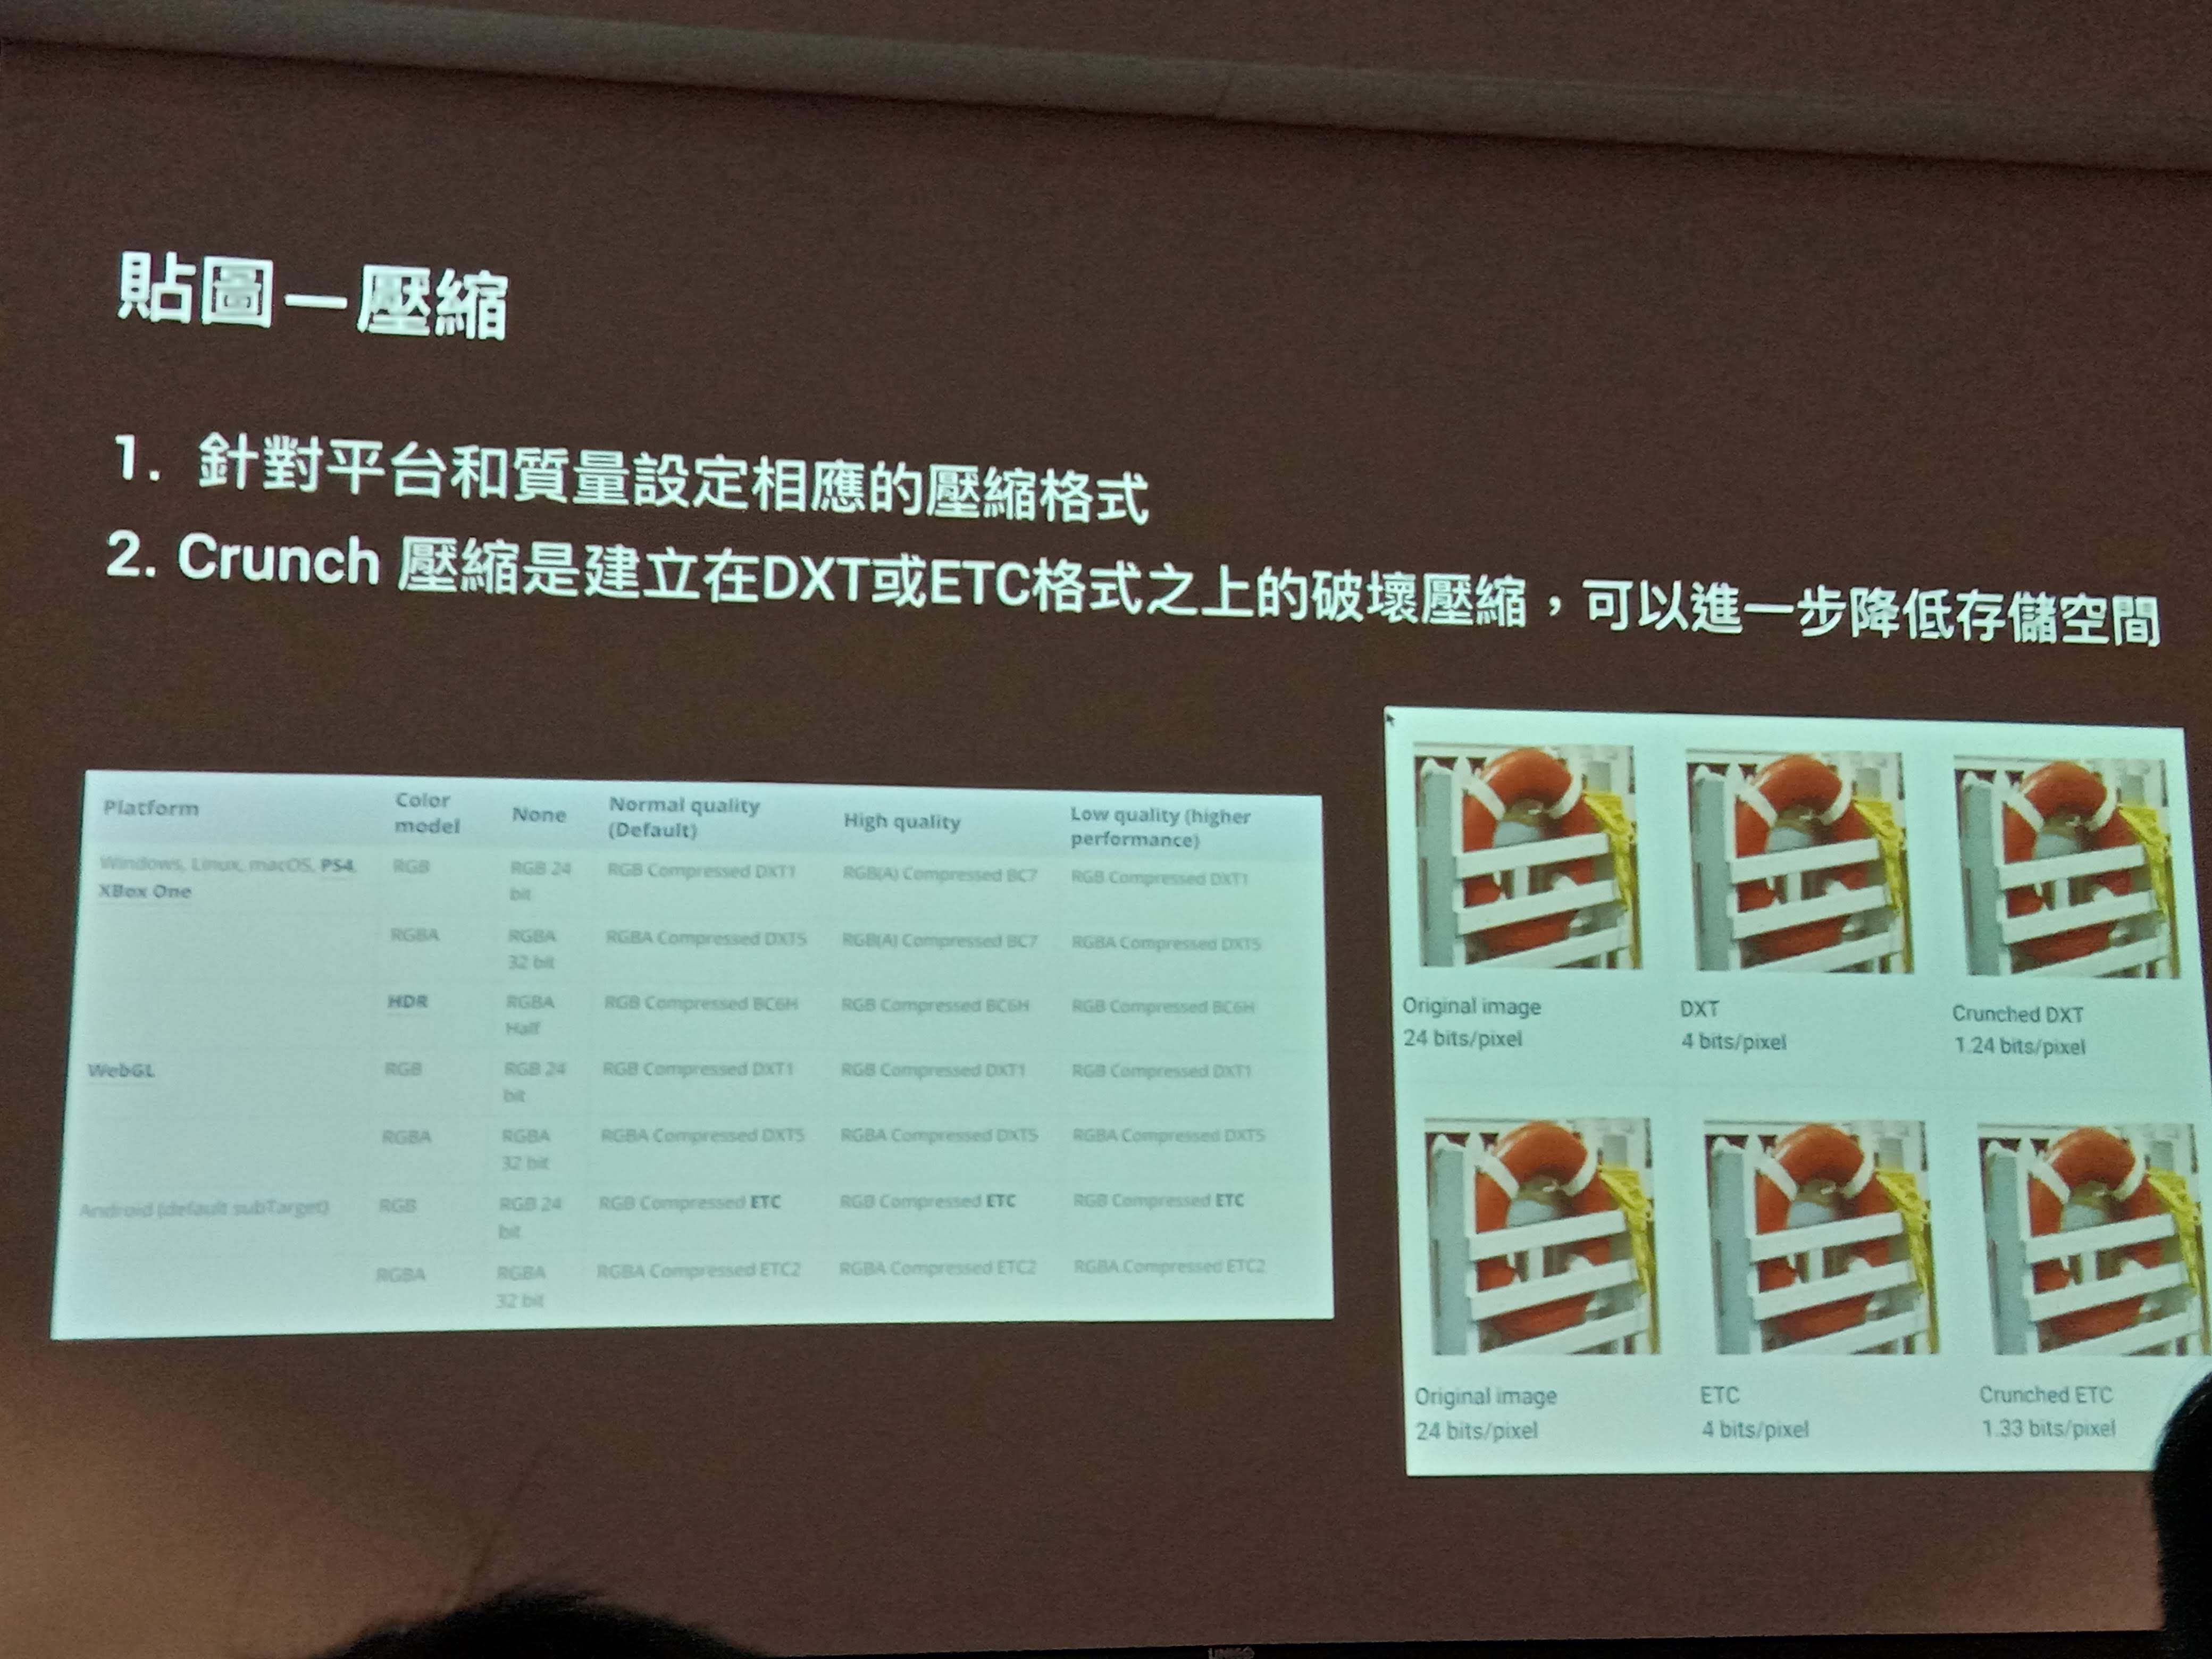 貼圖—壓縮
1. 針對平台和質量設定相應的壓縮格式
2. Crunch 壓縮是建立在DXT或ETC格式之上的破壞壓縮，可以進一步降低存儲空間
Platform Color model None Normal quality (Default) High quality Low quality (higher performance)
Windows, Linux, macOS, PS4, XBox One RGB RGB 24 bit RGB Compressed DXT1 RGB(A) Compressed BC7 RGB Compressed DXT1
RGBA RGBA 32 bit RGBA Compressed DXT5 RGB(A) Compressed BC7 RGBA Compressed DXT5
HDR RGBA Half RGB Compressed BC6H RGB Compressed BC6H RGB Compressed BC6H
WebGL RGB RGB 24 bit RGB Compressed DXT1 RGB Compressed DXT1 RGB Compressed DXT1
RGBA RGBA 32 bit RGBA Compressed DXT5 RGBA Compressed DXT5 RGBA Compressed DXT5
Android (default subTarget) RGB RGB 24 bit RGB Compressed ETC RGB Compressed ETC RGB Compressed ETC
RGBA RGBA 32 bit RGBA Compressed ETC2 RGBA Compressed ETC2 RGBA Compressed ETC2
Original image DXT Crunched DXT
24 bits/pixel 4 bits/pixel 1.24 bits/pixel
Original image ETC Crunched ETC
24 bits/pixel 4 bits/pixel 1.33 bits/pixel